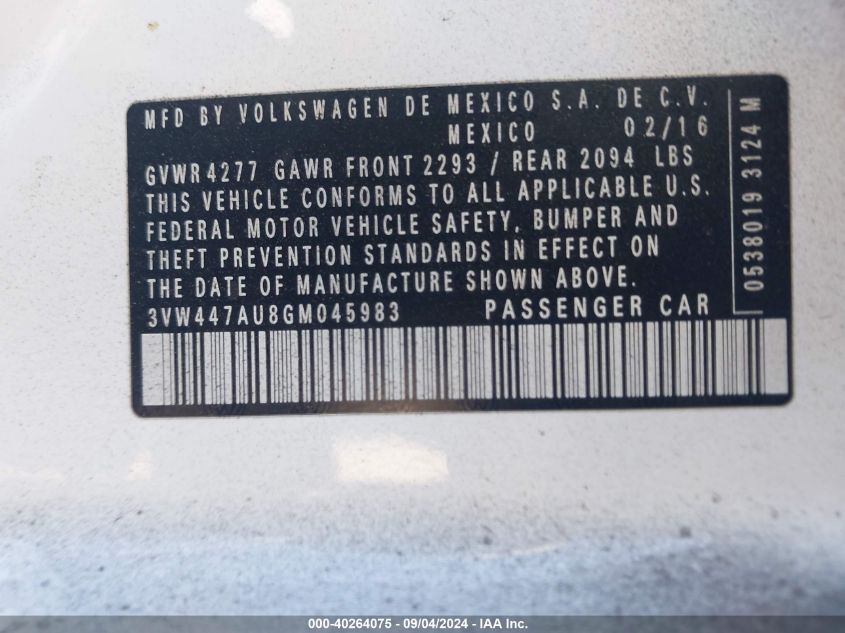 MFD BY VOLKSWAGEN DE MEXICO S.A. DE C.V.
MEXICO 02/16
GVWR 4277 GAWR FRONT 2293 / REAR 2094 LBS
THIS VEHICLE CONFORMS TO ALL APPLICABLE U.S.
FEDERAL MOTOR VEHICLE SAFETY, BUMPER AND
THEFT PREVENTION STANDARDS IN EFFECT ON
THE DATE OF MANUFACTURE SHOWN ABOVE.
3VW447AU8GM045983 PASSENGER CAR
0538019 3124 M
000-40264075 - 09/04/2024 - IAA Inc.